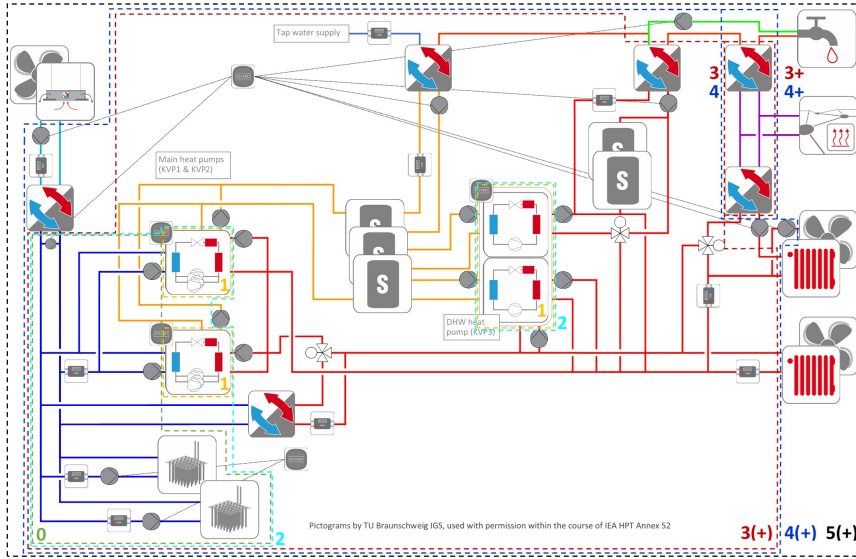 Tap water supply
3
4
3+
4+
Main heat pumps
(KVP1 & KVP2)
S
S
S
S
S
S
1
1
1
2
DHW heat
pump (KVP3)
0
2
Pictograms by TU Braunschweig IGS, used with permission within the course of IEA HPT Annex 52
3(+) 4(+) 5(+)